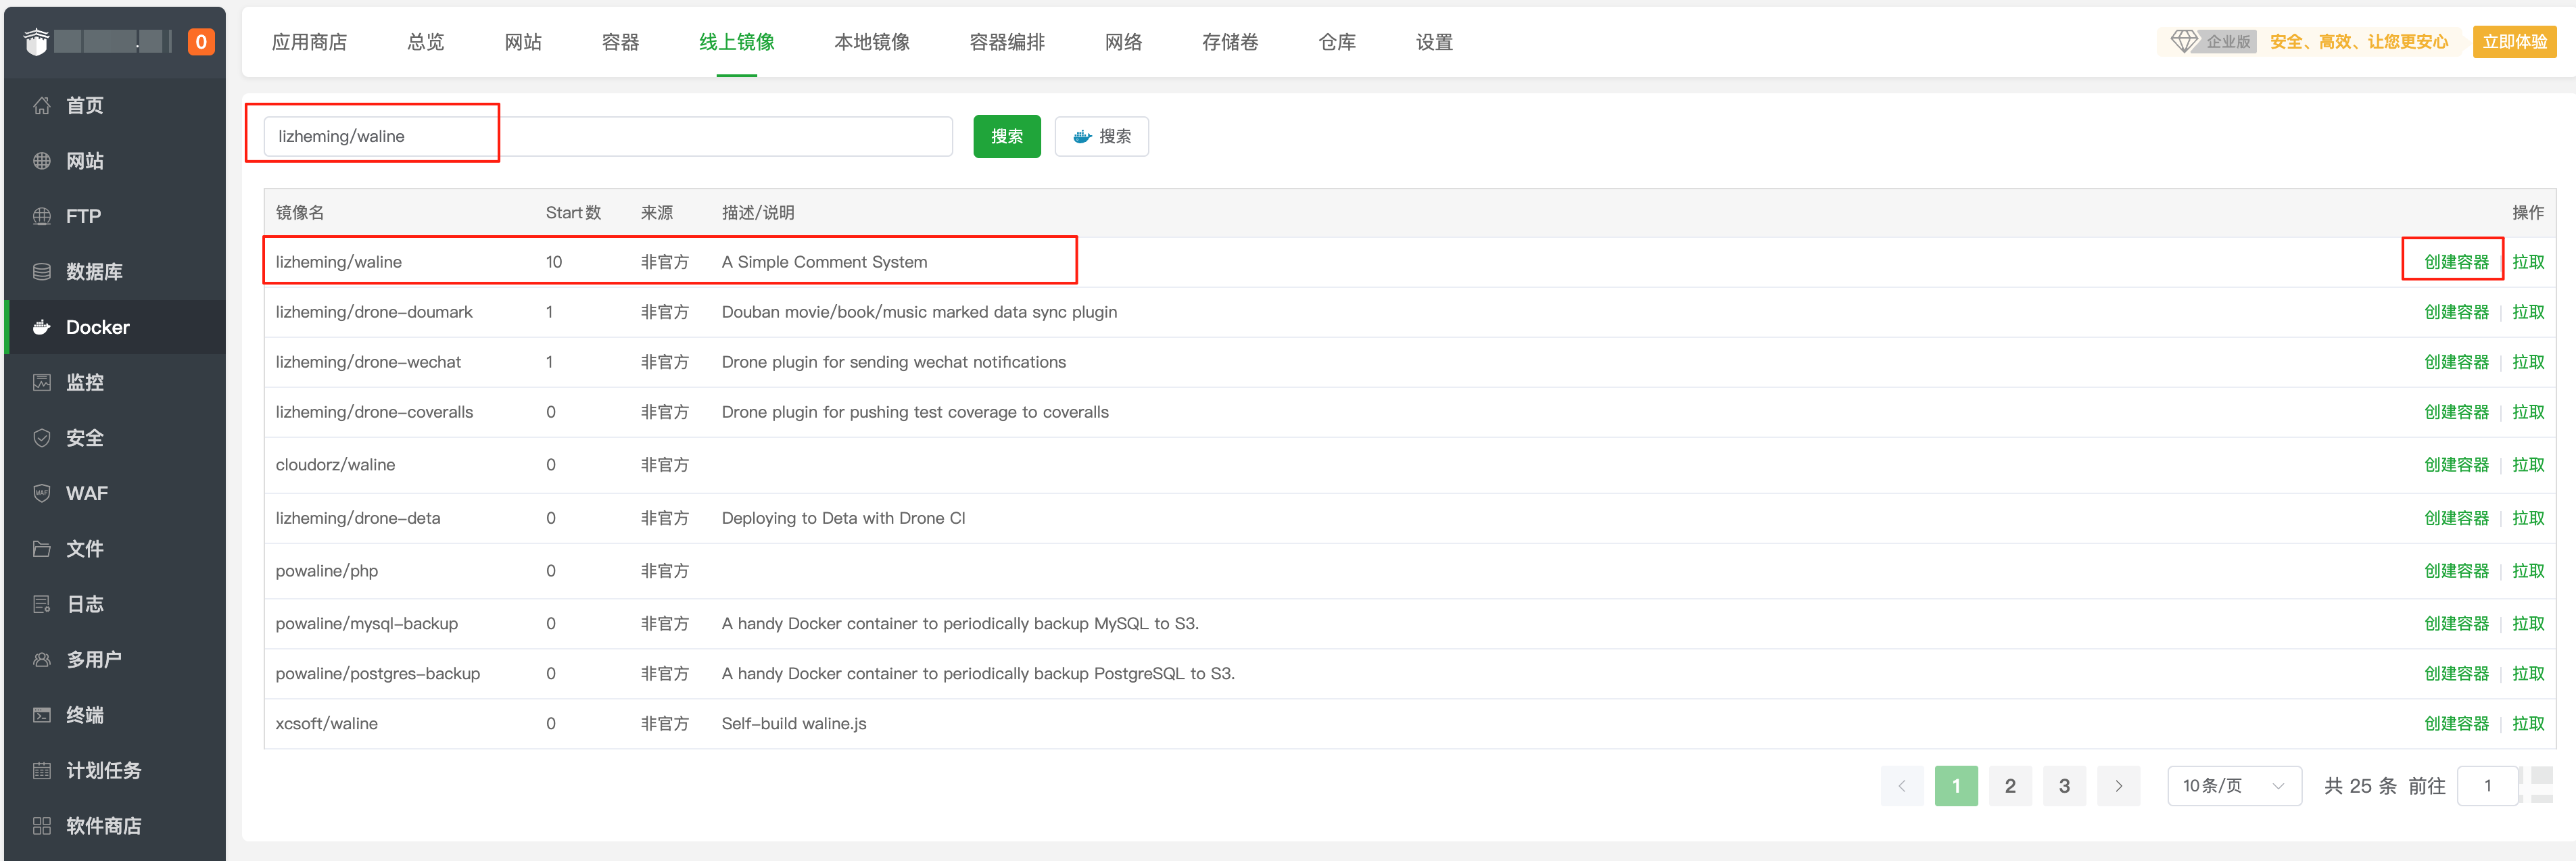 0
应用商店 总览 网站 容器 线上镜像 本地镜像 容器编排 网络 存储卷 仓库 设置 企业版 安全、高效、让您更安心 立即体验
首页
网站
FTP
数据库
Docker
监控
安全
WAF
文件
日志
多用户
终端
计划任务
软件商店
lizheming/waline 搜索 搜索
镜像名 Start数 来源 描述/说明 操作
lizheming/waline 10 非官方 A Simple Comment System 创建容器 | 拉取
lizheming/drone-doumark 1 非官方 Douban movie/book/music marked data sync plugin 创建容器 | 拉取
lizheming/drone-wechat 1 非官方 Drone plugin for sending wechat notifications 创建容器 | 拉取
lizheming/drone-coveralls 0 非官方 Drone plugin for pushing test coverage to coveralls 创建容器 | 拉取
cloudorz/waline 0 非官方 创建容器 | 拉取
lizheming/drone-deta 0 非官方 Deploying to Deta with Drone CI 创建容器 | 拉取
powaline/php 0 非官方 创建容器 | 拉取
powaline/mysql-backup 0 非官方 A handy Docker container to periodically backup MySQL to S3. 创建容器 | 拉取
powaline/postgres-backup 0 非官方 A handy Docker container to periodically backup PostgreSQL to S3. 创建容器 | 拉取
xcsoft/waline 0 非官方 Self-build waline.js 创建容器 | 拉取
1 2 3 10条/页 共 25 条 前往 1